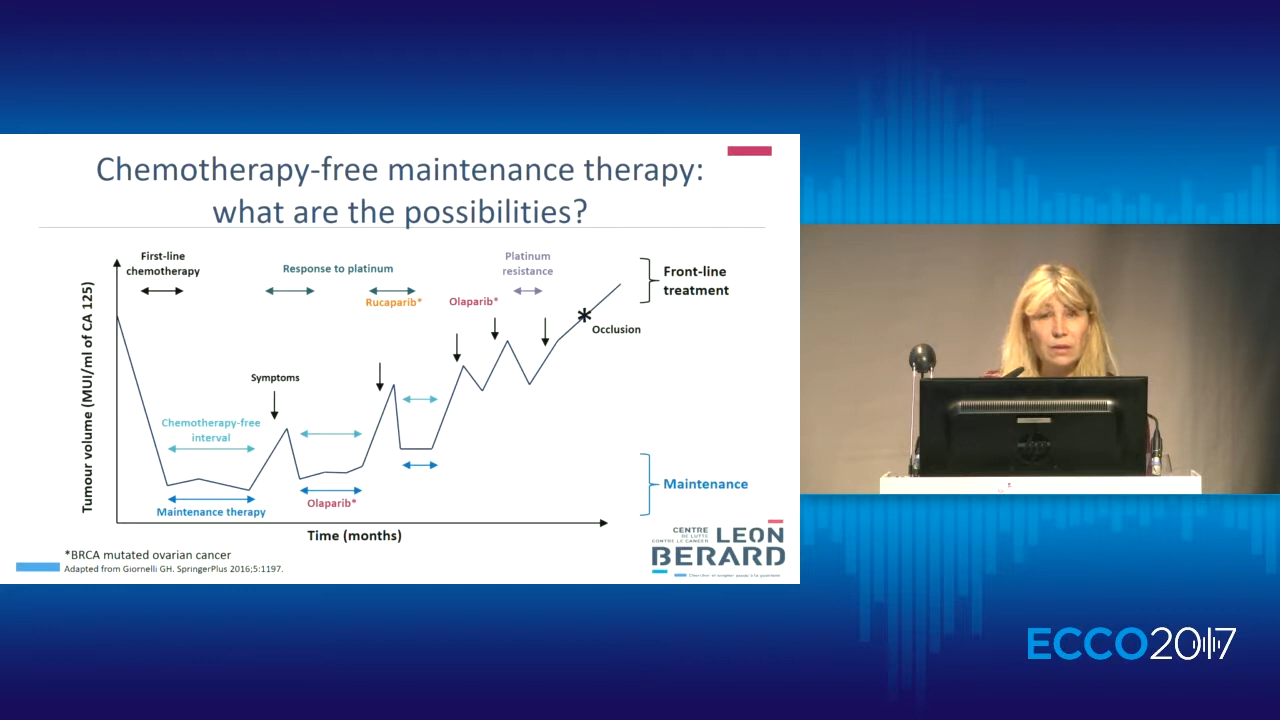 Chemotherapy-free maintenance therapy:
what are the possibilities?
First-line
chemotherapy
Response to platinum
Rucaparib*
Olaparib*
Platinum
resistance
Front-line
treatment
Occlusion
Symptoms
Chemotherapy-free
interval
Maintenance therapy
Olaparib*
Maintenance
Tumour volume (MUI/ml of CA 125)
Time (months)
*BRCA mutated ovarian cancer
Adapted from Giornelli GH. SpringerPlus 2016;5:1197.
CENTRE
DE LUTTE
CONTRE LE CANCER
LEON
BERARD
ECCO2017